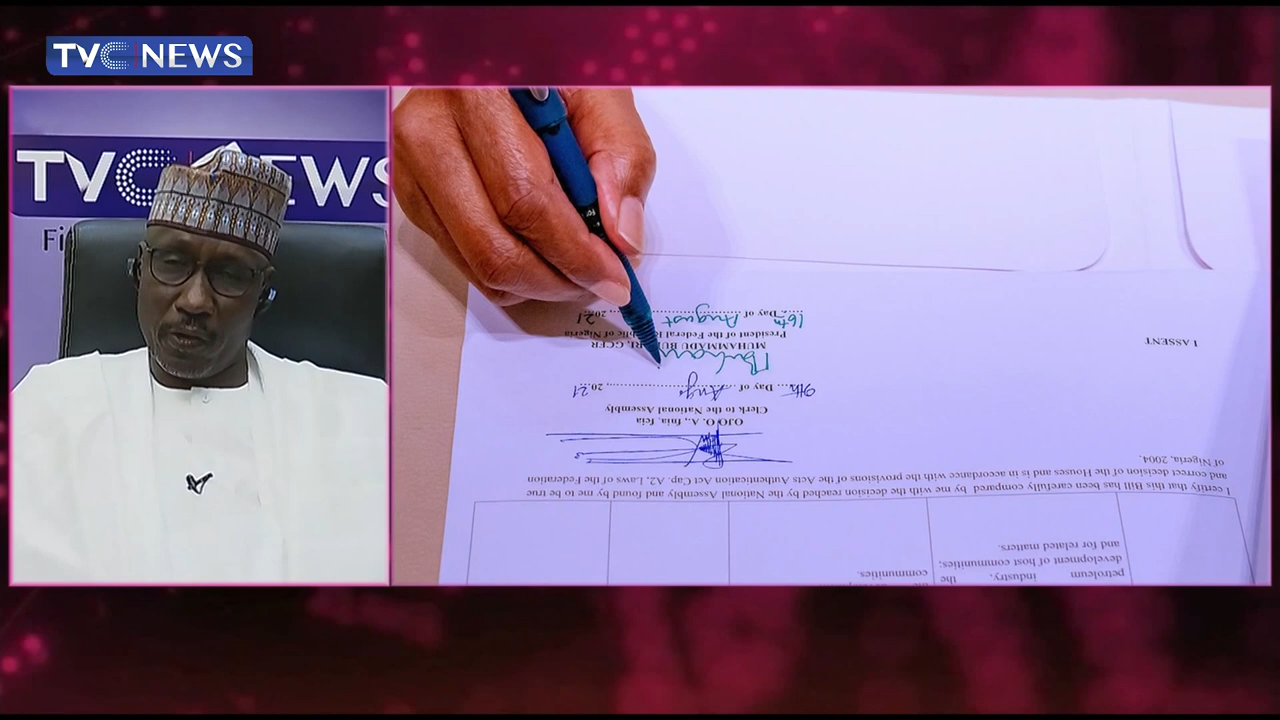 TVC NEWS
TVC NEWS
Fi
petroleum industry. the
development of host communities;
and for related matters.
communities.
I certify that this Bill has been carefully compared by me with the decision reached by the National Assembly and found by me to be true
and correct decision of the Houses and is in accordance with the provisions of the Acts Authentication Act Cap. A2, Laws of the Federation
of Nigeria, 2004.
OJO O. A., fnia, fcia
Clerk to the National Assembly
9th Day of Aug 2021
I ASSENT
Buhari
MUHAMMADU BUHARI, GCFR
President of the Federal Republic of Nigeria
16th Day of August 2021